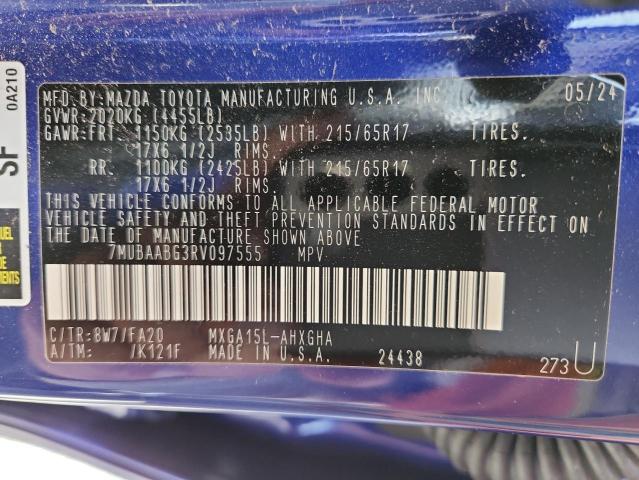 MFD.BY:MAZDA TOYOTA MANUFACTURING U.S.A. INC. 05/24
GVWR:2020KG (4455LB)
GAWR:FRT. 1150KG (2535LB) WITH 215/65R17 TIRES.
17X6 1/2J RIMS.
RR. 1100KG (2425LB) WITH 215/65R17 TIRES.
17X6 1/2J RIMS.
THIS VEHICLE CONFORMS TO ALL APPLICABLE FEDERAL MOTOR
VEHICLE SAFETY AND THEFT PREVENTION STANDARDS IN EFFECT ON
THE DATE OF MANUFACTURE SHOWN ABOVE.
7MUBAABG3RV097555 MPV
C/TR:8W7/FA20 MXGA15L-AHXGHA
A/TM: /K121F MADE IN U.S.A. 24438 273U
0A210
SF